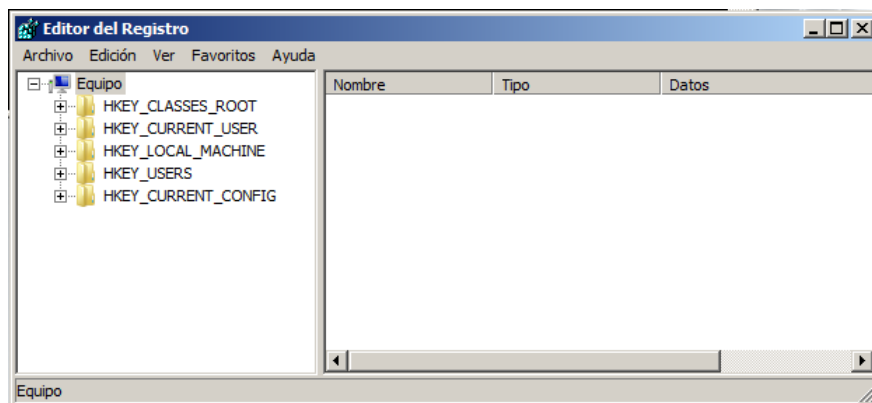 Editor del Registro
Archivo Edición Ver Favoritos Ayuda
Equipo
HKEY_CLASSES_ROOT
HKEY_CURRENT_USER
HKEY_LOCAL_MACHINE
HKEY_USERS
HKEY_CURRENT_CONFIG
Nombre Tipo Datos
Equipo